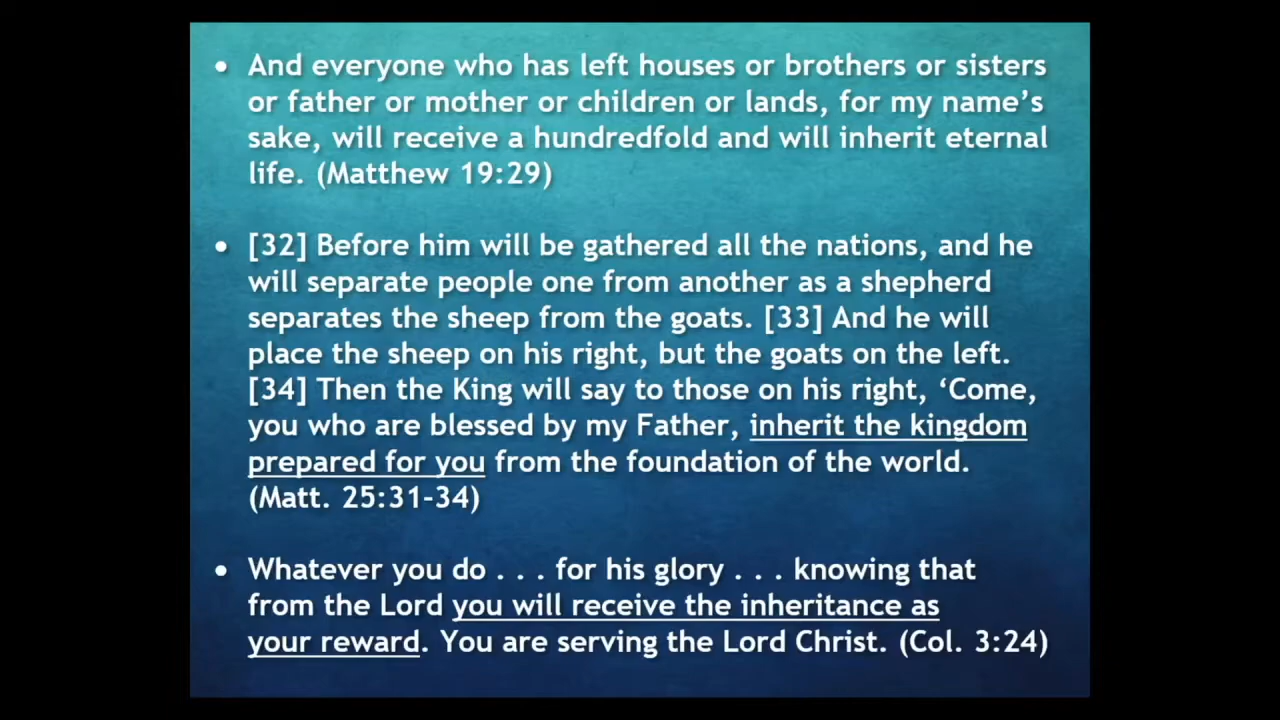 • And everyone who has left houses or brothers or sisters
or father or mother or children or lands, for my name’s
sake, will receive a hundredfold and will inherit eternal
life. (Matthew 19:29)
• [32] Before him will be gathered all the nations, and he
will separate people one from another as a shepherd
separates the sheep from the goats. [33] And he will
place the sheep on his right, but the goats on the left.
[34] Then the King will say to those on his right, ‘Come,
you who are blessed by my Father, inherit the kingdom
prepared for you from the foundation of the world.
(Matt. 25:31-34)
• Whatever you do . . . for his glory . . . knowing that
from the Lord you will receive the inheritance as
your reward. You are serving the Lord Christ. (Col. 3:24)